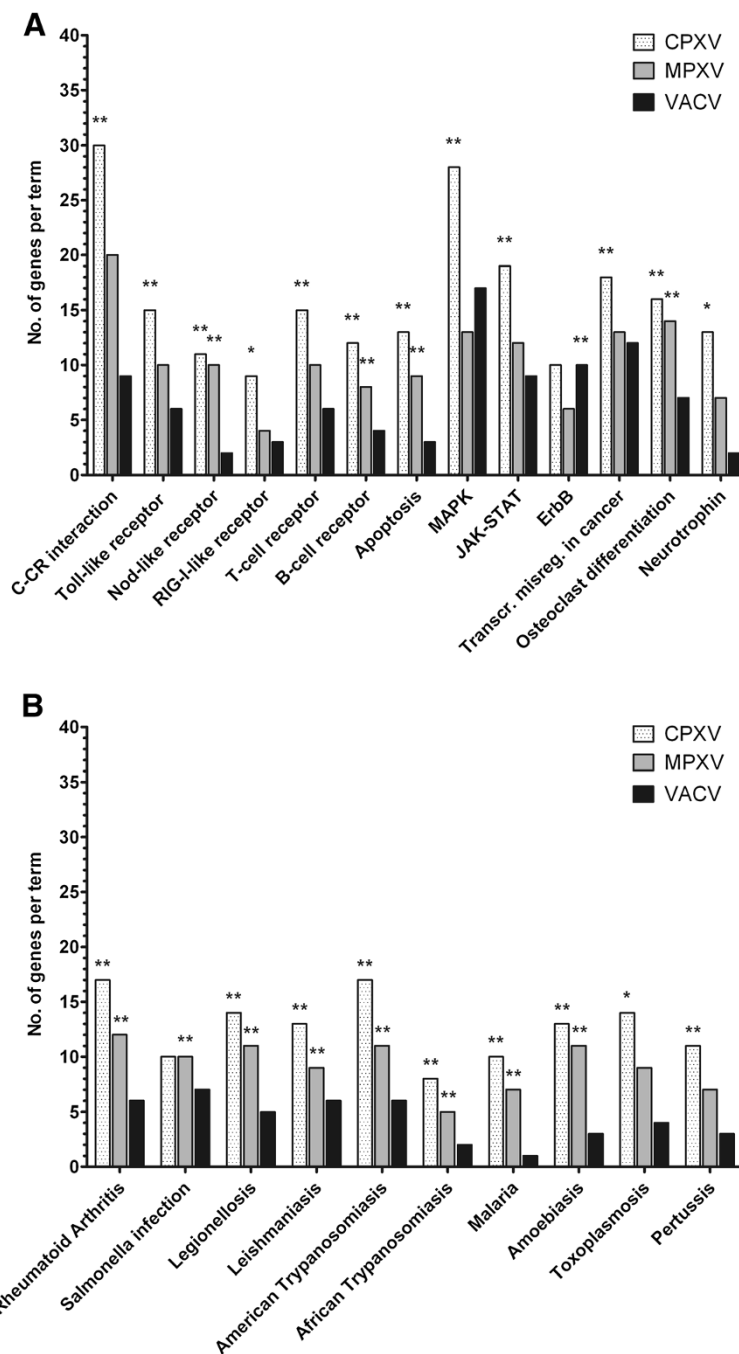 A
CPXV
MPXV
VACV
No. of genes per term
40
35
30
25
20
15
10
5
0
** ** ** ** * ** ** ** ** ** ** ** ** ** ** ** *
C-CR interaction
Toll-like receptor
Nod-like receptor
RIG-I-like receptor
T-cell receptor
B-cell receptor
Apoptosis
MAPK
JAK-STAT
ErbB
Transcr. misreg. in cancer
Osteoclast differentiation
Neurotrophin
B
CPXV
MPXV
VACV
No. of genes per term
40
35
30
25
20
15
10
5
0
** ** ** ** ** ** ** ** ** ** ** ** ** ** ** ** * **
Rheumatoid Arthritis
Salmonella infection
Legionellosis
Leishmaniasis
American Trypanosomiasis
African Trypanosomiasis
Malaria
Amoebiasis
Toxoplasmosis
Pertussis